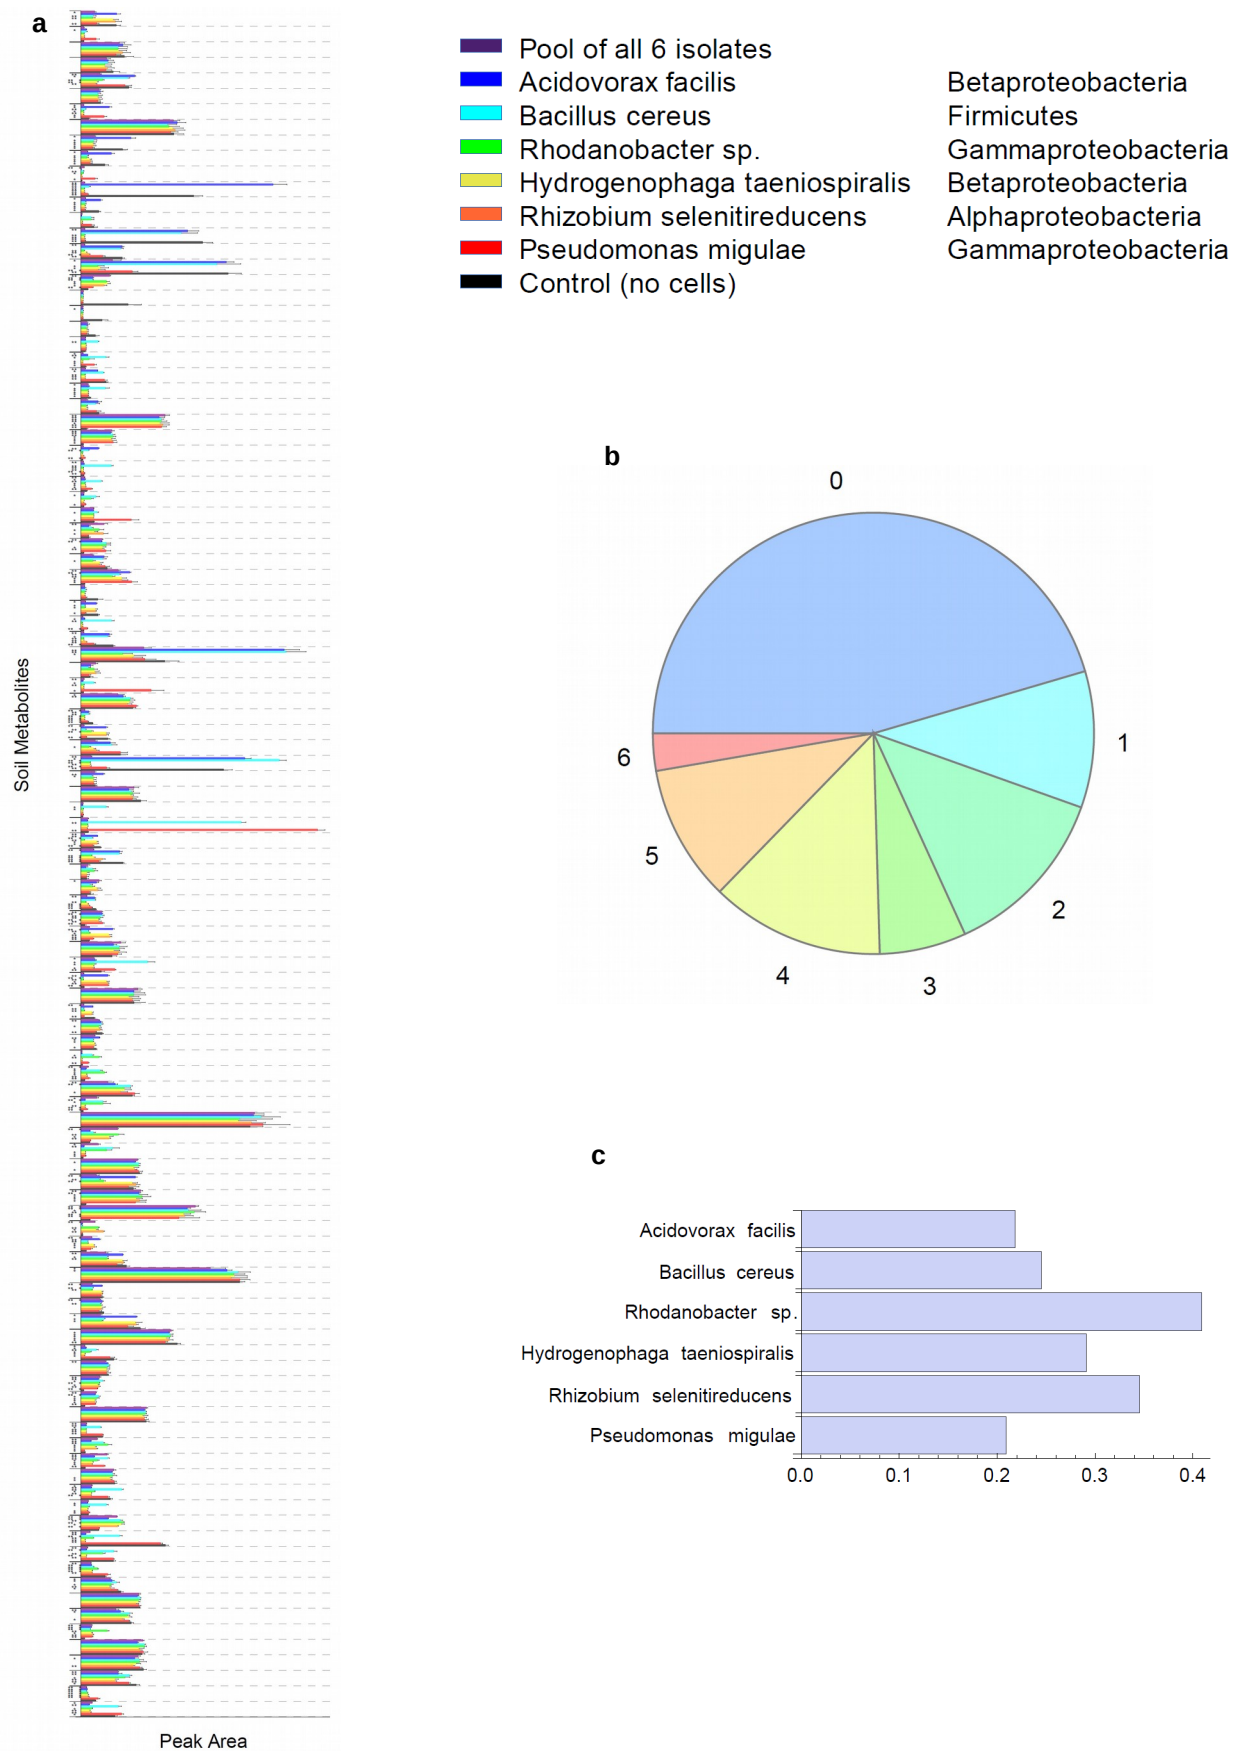 a
Pool of all 6 isolates
Acidovorax facilis Betaproteobacteria
Bacillus cereus Firmicutes
Rhodanobacter sp. Gammaproteobacteria
Hydrogenophaga taeniospiralis Betaproteobacteria
Rhizobium selenitireducens Alphaproteobacteria
Pseudomonas migulae Gammaproteobacteria
Control (no cells)
Soil Metabolites
Peak Area
b
0
1
2
3
4
5
6
c
Acidovorax facilis
Bacillus cereus
Rhodanobacter sp.
Hydrogenophaga taeniospiralis
Rhizobium selenitireducens
Pseudomonas migulae
0.0 0.1 0.2 0.3 0.4